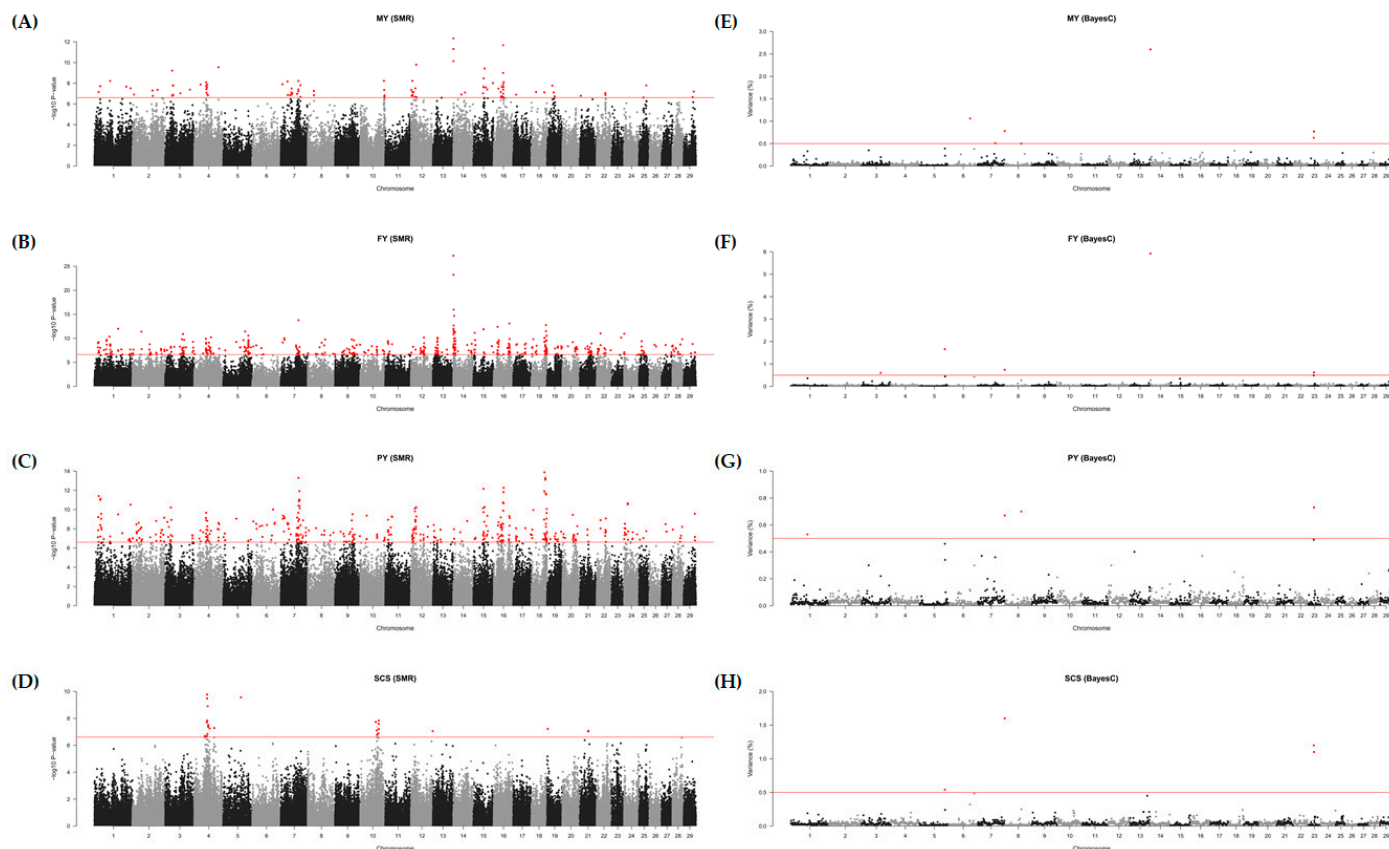 (A)
MY (SMR)
12
10
8
6
4
2
0
−log10 P−value
1 2 3 4 5 6 7 8 9 10 11 12 13 14 15 16 17 18 19 20 21 22 23 24 25 26 27 28 29
Chromosome
(E)
MY (BayesC)
3.0
2.5
2.0
1.5
1.0
0.5
0.0
Variance (%)
1 2 3 4 5 6 7 8 9 10 11 12 13 14 15 16 17 18 19 20 21 22 23 24 25 26 27 28 29
Chromosome
(B)
FY (SMR)
25
20
15
10
5
0
−log10 P−value
1 2 3 4 5 6 7 8 9 10 11 12 13 14 15 16 17 18 19 20 21 22 23 24 25 26 27 28 29
Chromosome
(F)
FY (BayesC)
6
5
4
3
2
1
0
Variance (%)
1 2 3 4 5 6 7 8 9 10 11 12 13 14 15 16 17 18 19 20 21 22 23 24 25 26 27 28 29
Chromosome
(C)
PY (SMR)
14
12
10
8
6
4
2
0
−log10 P−value
1 2 3 4 5 6 7 8 9 10 11 12 13 14 15 16 17 18 19 20 21 22 23 24 25 26 27 28 29
Chromosome
(G)
PY (BayesC)
1.0
0.8
0.6
0.4
0.2
0.0
Variance (%)
1 2 3 4 5 6 7 8 9 10 11 12 13 14 15 16 17 18 19 20 21 22 23 24 25 26 27 28 29
Chromosome
(D)
SCS (SMR)
10
8
6
4
2
0
−log10 P−value
1 2 3 4 5 6 7 8 9 10 11 12 13 14 15 16 17 18 19 20 21 22 23 24 25 26 27 28 29
Chromosome
(H)
SCS (BayesC)
2.0
1.5
1.0
0.5
0.0
Variance (%)
1 2 3 4 5 6 7 8 9 10 11 12 13 14 15 16 17 18 19 20 21 22 23 24 25 26 27 28 29
Chromosome